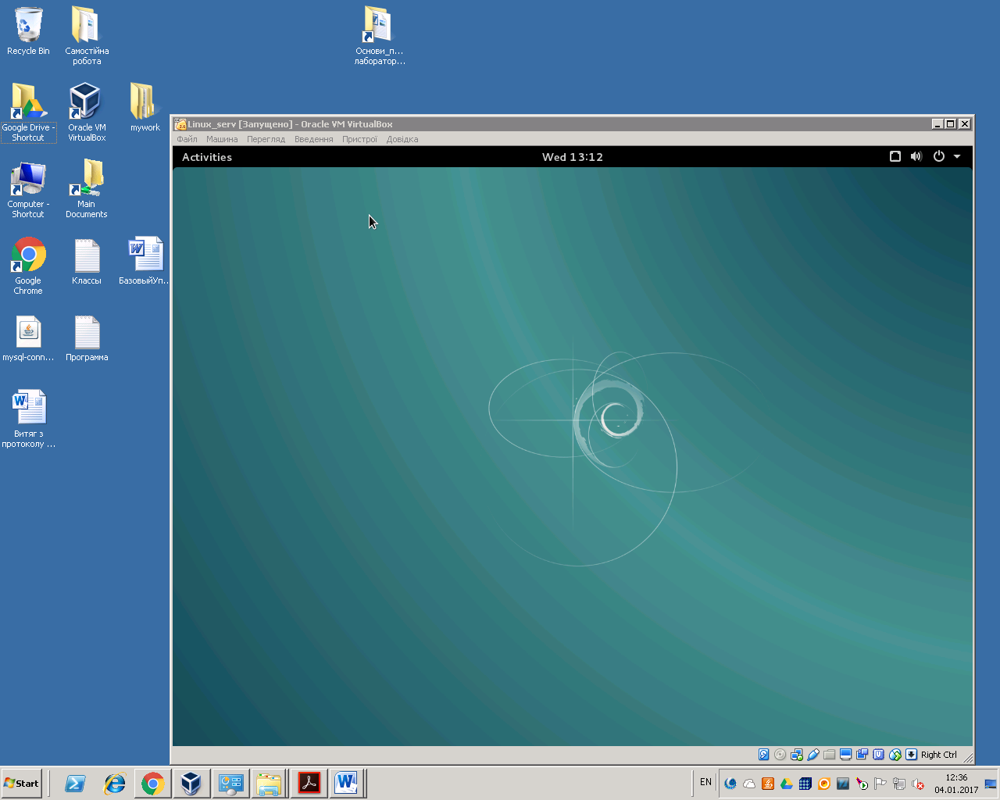 Recycle Bin
Самостійна
робота
Основи_п...
лаборатор...
Google Drive -
Shortcut
Oracle VM
VirtualBox
mywork
Linux_serv [Запущено] - Oracle VM VirtualBox
Файл Машина Перегляд Введення Пристрої Довідка
Activities
Wed 13:12
Computer -
Shortcut
Main
Documents
Google
Chrome
Классы
БазовыйУп...
mysql-conn...
Программа
Витяг з
протоколу ...
Right Ctrl
Start
EN
12:36
04.01.2017